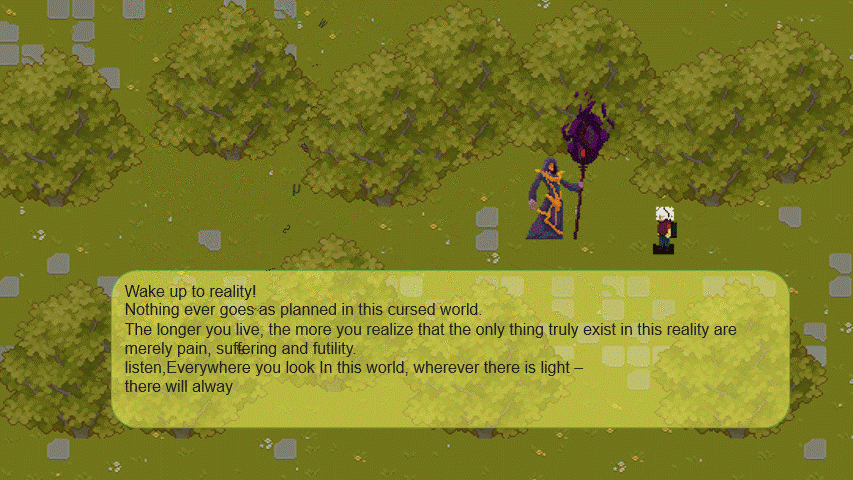 Wake up to reality!
Nothing ever goes as planned in this cursed world.
The longer you live, the more you realize that the only thing truly exist in this reality are
merely pain, suffering and futility.
listen,Everywhere you look In this world, wherever there is light –
there will alway